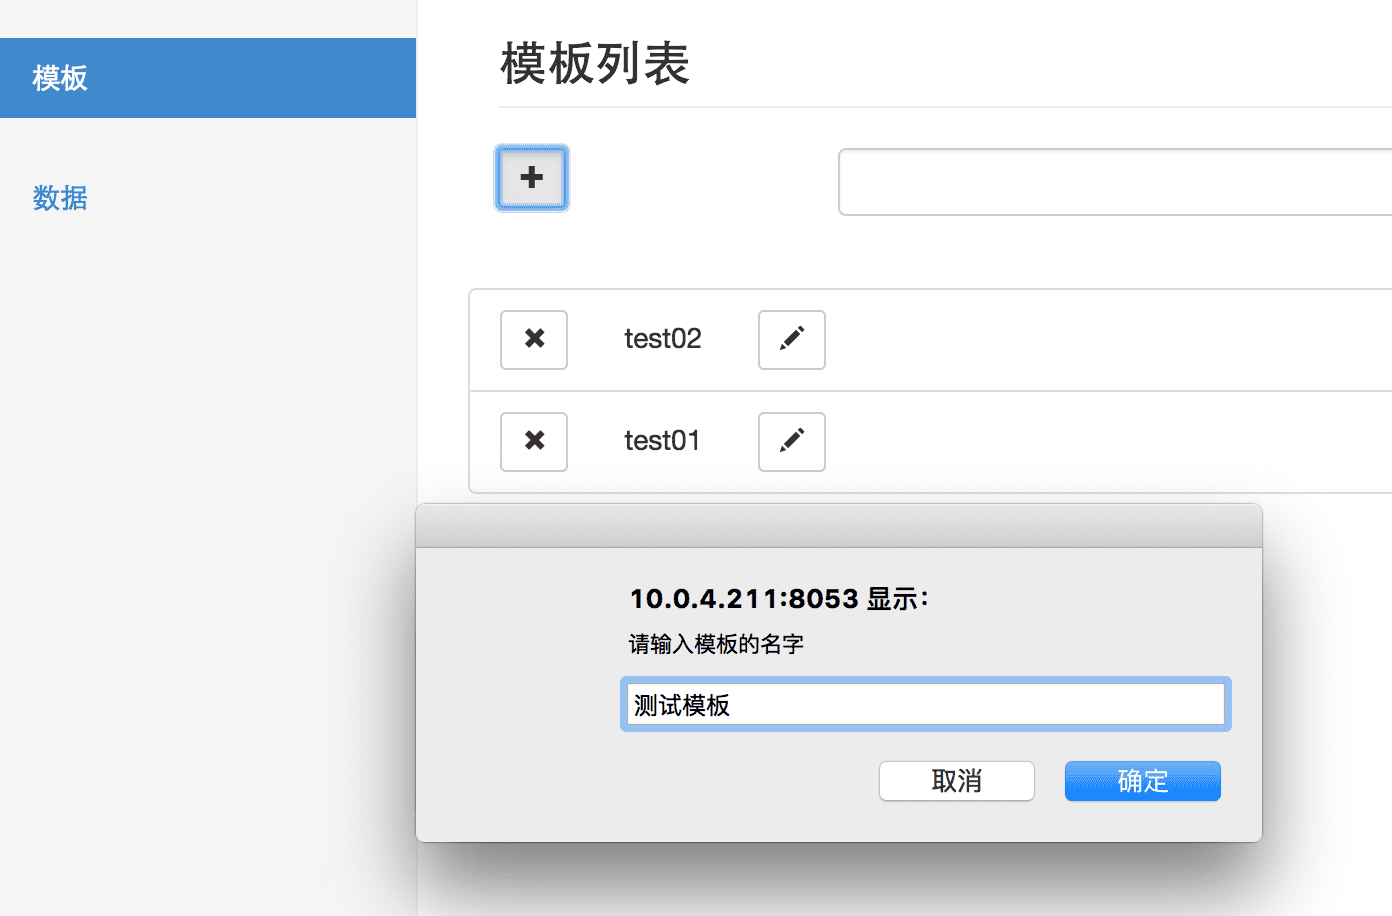 模板
数据
模板列表
test02
test01
10.0.4.211:8053 显示：
请输入模板的名字
测试模板
取消
确定